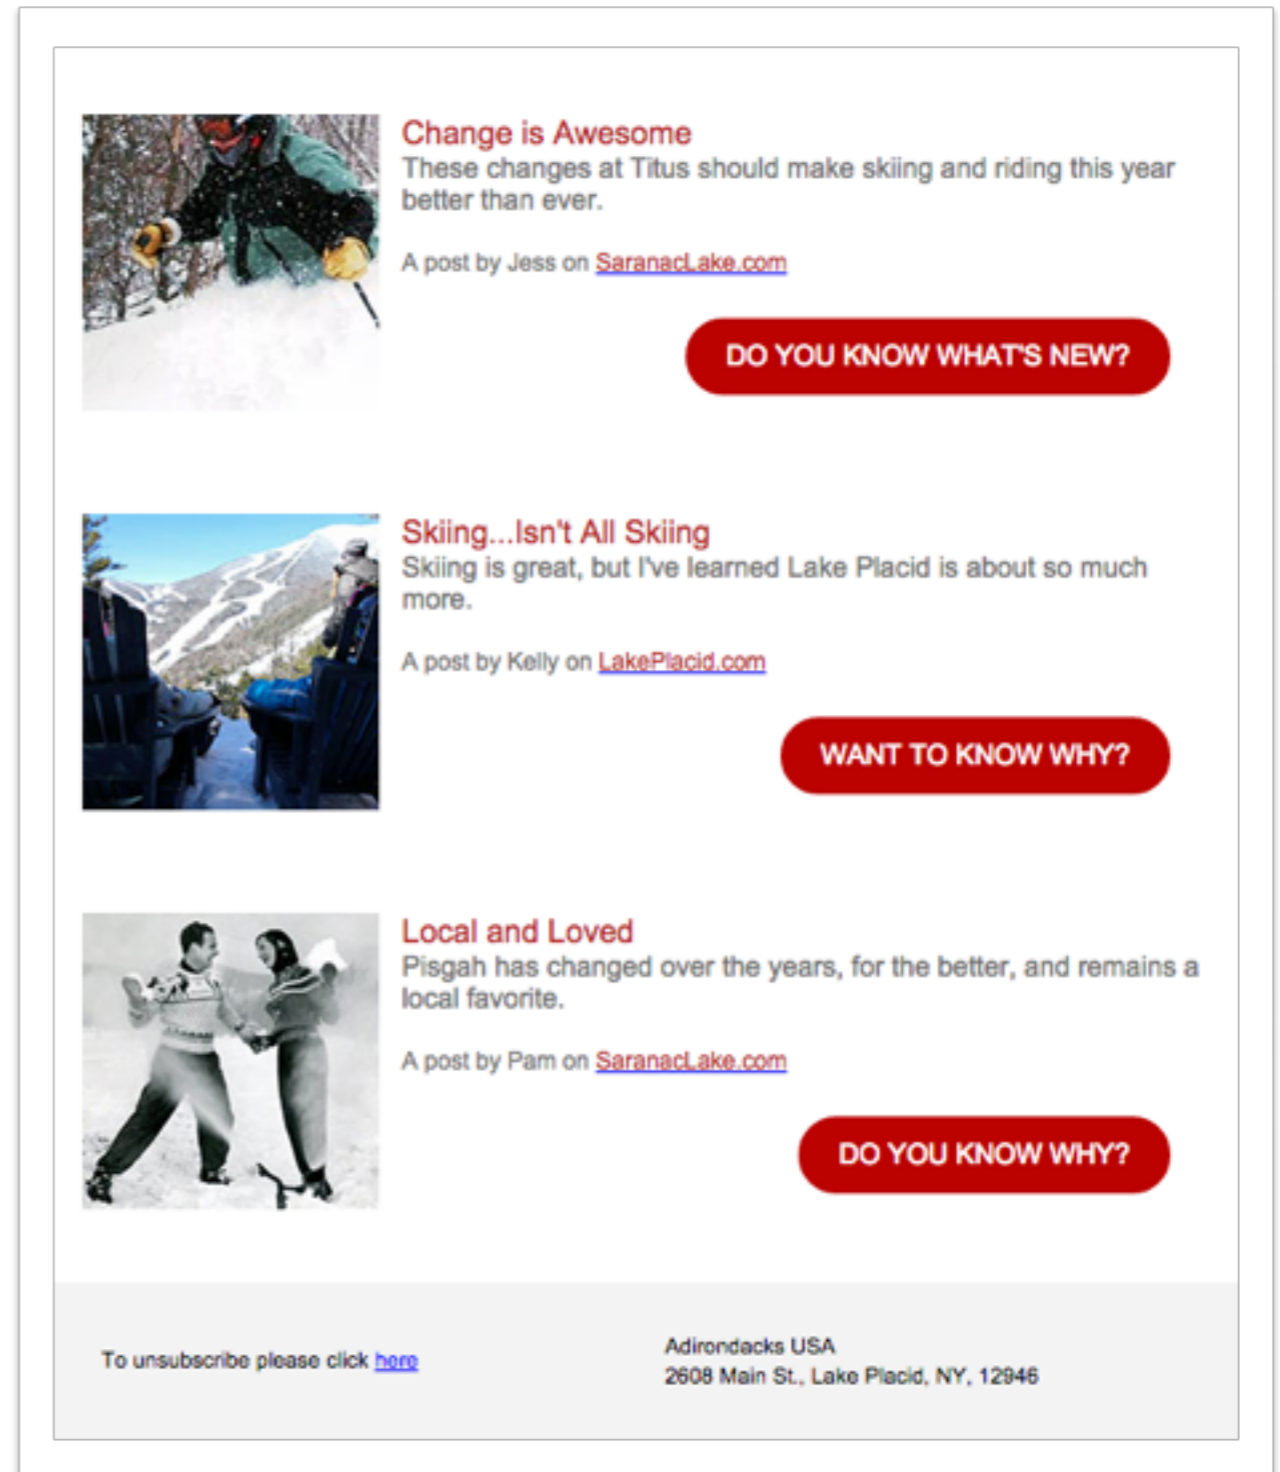 Change is Awesome
These changes at Titus should make skiing and riding this year
better than ever.
A post by Jess on SaranacLake.com
DO YOU KNOW WHAT'S NEW?
Skiing...Isn't All Skiing
Skiing is great, but I've learned Lake Placid is about so much
more.
A post by Kelly on LakePlacid.com
WANT TO KNOW WHY?
Local and Loved
Pisgah has changed over the years, for the better, and remains a
local favorite.
A post by Pam on SaranacLake.com
DO YOU KNOW WHY?
To unsubscribe please click here
Adirondacks USA
2608 Main St., Lake Placid, NY, 12946